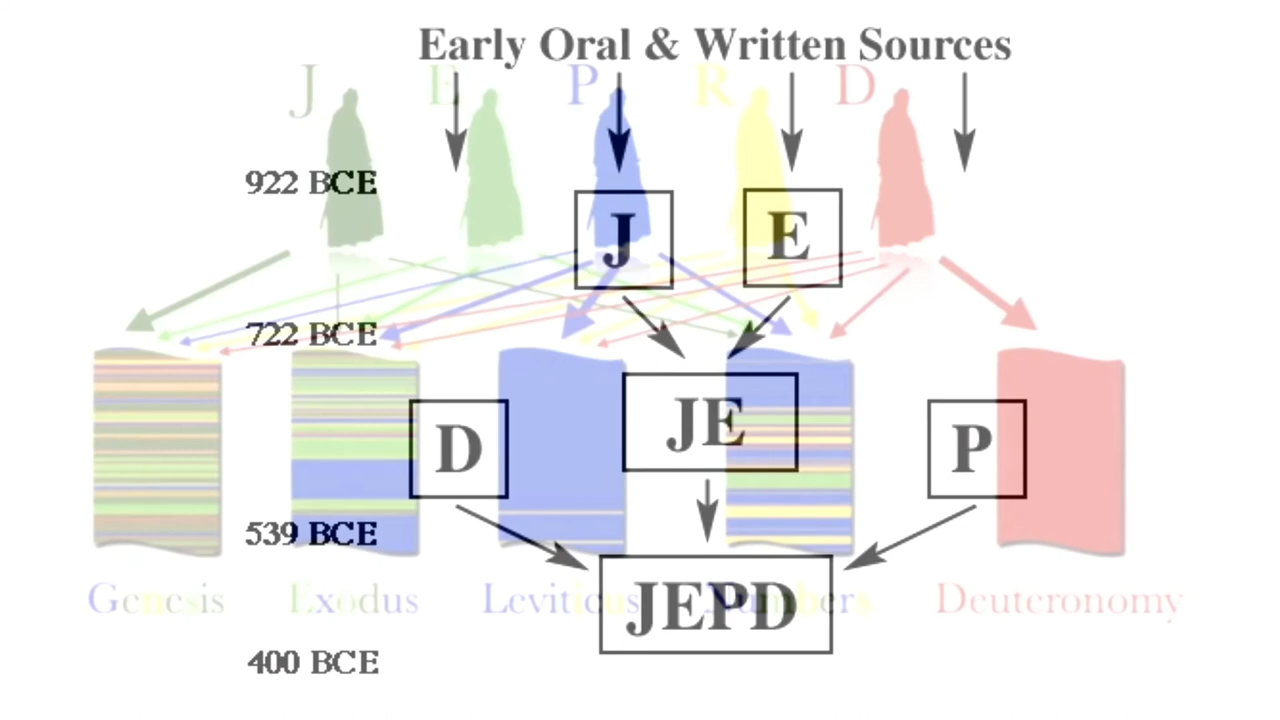 Early Oral & Written Sources
J E P R D
922 BCE
J E
722 BCE
JE
D P
539 BCE
Genesis Exodus Leviticus Numbers Deuteronomy
JEPD
400 BCE